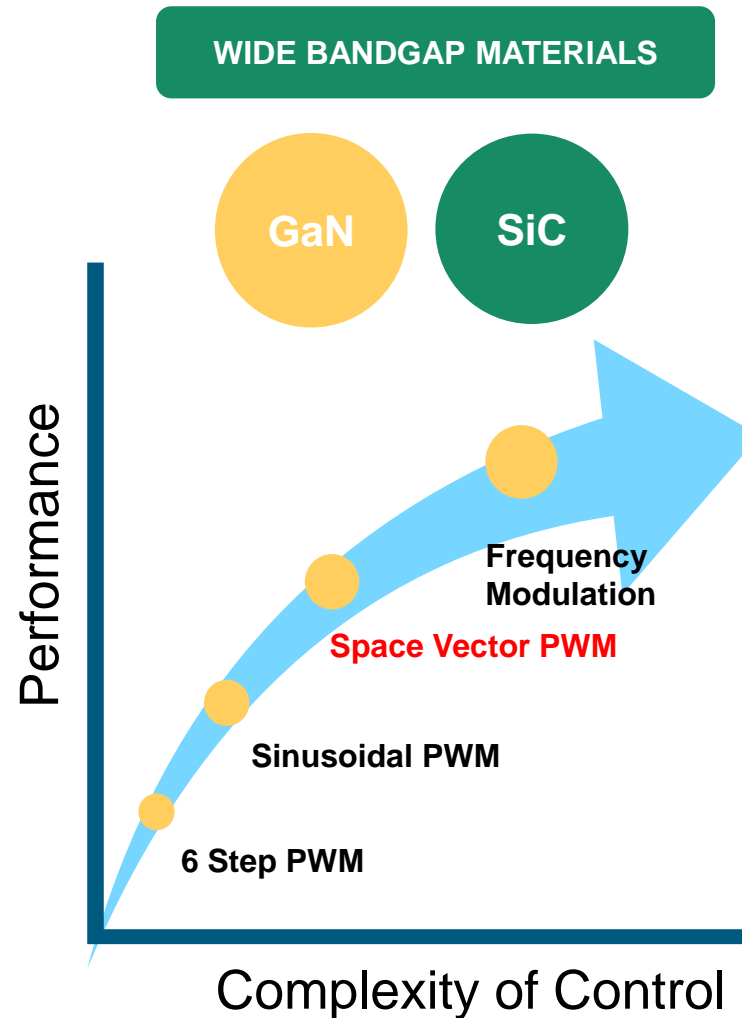 WIDE BANDGAP MATERIALS
GaN
SiC
Performance
Frequency
Modulation
Space Vector PWM
Sinusoidal PWM
6 Step PWM
Complexity of Control